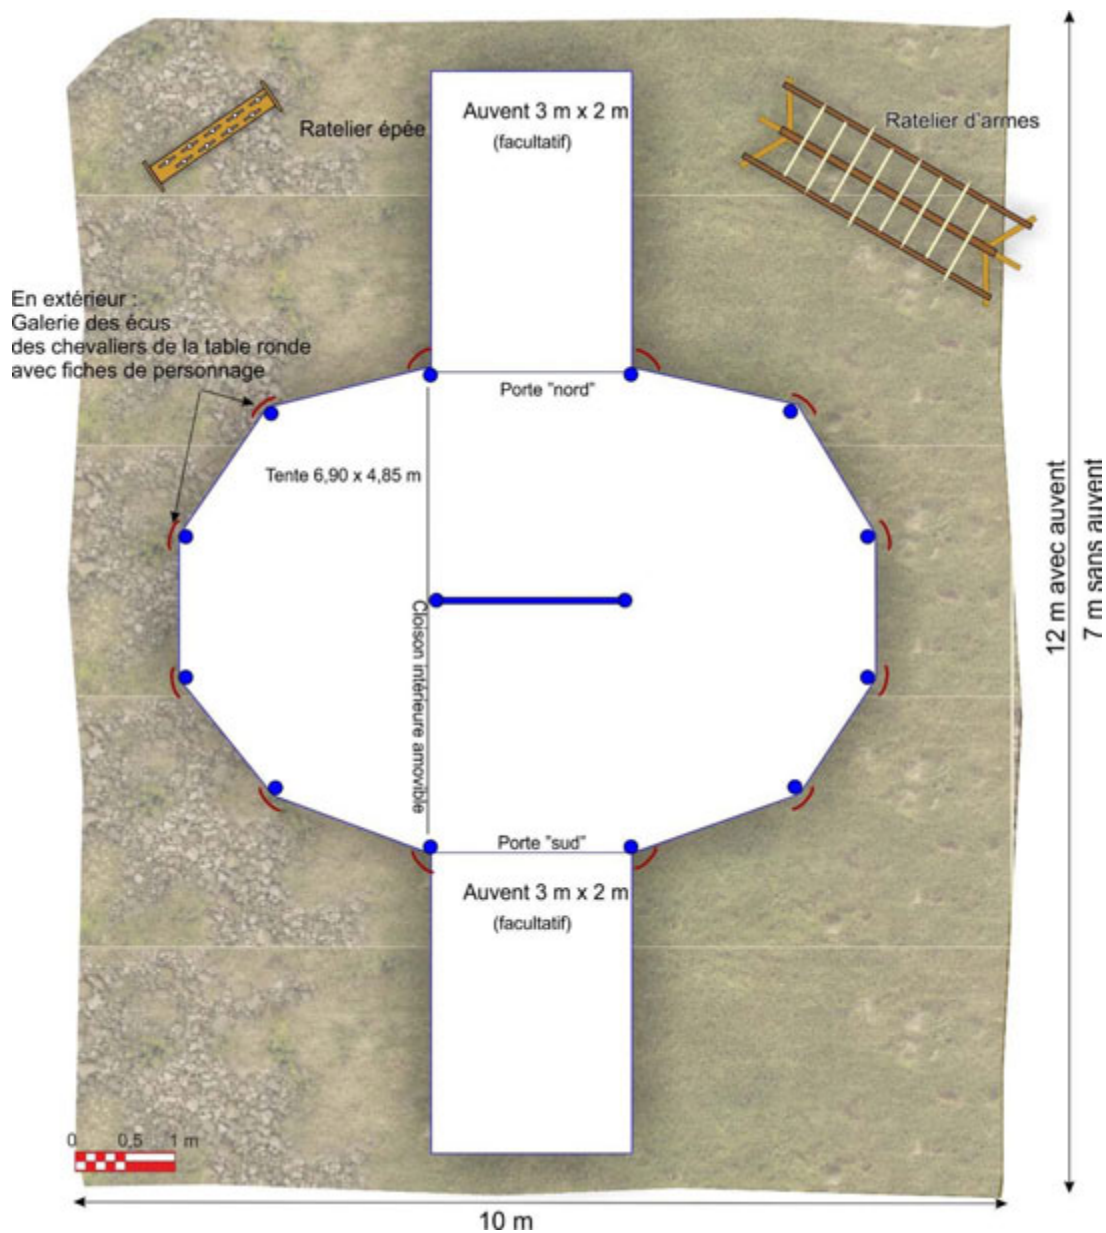 Auvent 3 m x 2 m
(facultatif)
Ratelier épée
Ratelier d'armes
En extérieur :
Galerie des écus
des chevaliers de la table ronde
avec fiches de personnage
Porte "nord"
Tente 6,90 x 4,85 m
Cloison intérieure amovible
12 m avec auvent
7 m sans auvent
Porte "sud"
Auvent 3 m x 2 m
(facultatif)
0 0,5 1 m
10 m